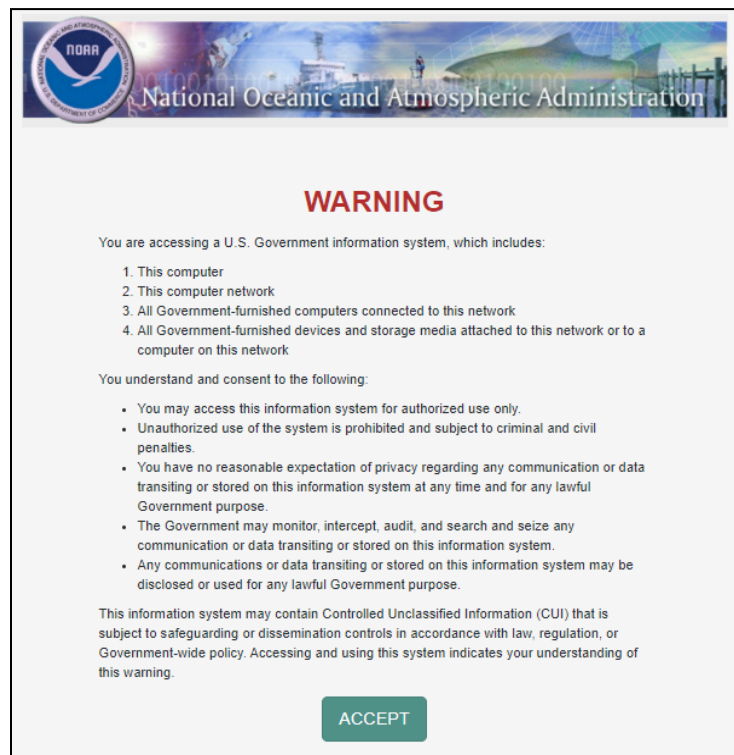 NOAA
NATIONAL OCEANIC AND ATMOSPHERIC ADMINISTRATION
U.S. DEPARTMENT OF COMMERCE
National Oceanic and Atmospheric Administration
WARNING
You are accessing a U.S. Government information system, which includes:
1. This computer
2. This computer network
3. All Government-furnished computers connected to this network
4. All Government-furnished devices and storage media attached to this network or to a
computer on this network
You understand and consent to the following:
• You may access this information system for authorized use only.
• Unauthorized use of the system is prohibited and subject to criminal and civil
penalties.
• You have no reasonable expectation of privacy regarding any communication or data
transiting or stored on this information system at any time and for any lawful
Government purpose.
• The Government may monitor, intercept, audit, and search and seize any
communication or data transiting or stored on this information system.
• Any communications or data transiting or stored on this information system may be
disclosed or used for any lawful Government purpose.
This information system may contain Controlled Unclassified Information (CUI) that is
subject to safeguarding or dissemination controls in accordance with law, regulation, or
Government-wide policy. Accessing and using this system indicates your understanding of
this warning.
ACCEPT